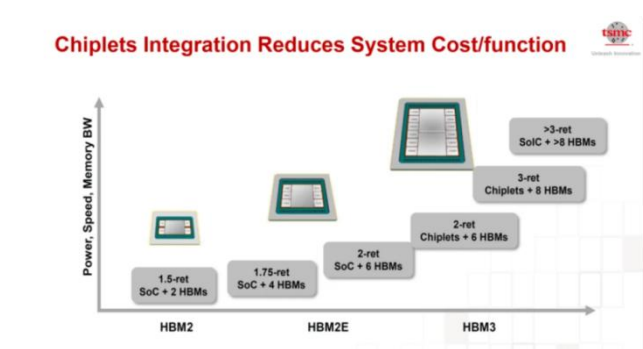 Chiplets Integration Reduces System Cost/function
tsmc
Unleash Innovation
Power, Speed, Memory BW
>3-ret
SoIC + >8 HBMs
3-ret
Chiplets + 8 HBMs
2-ret
Chiplets + 6 HBMs
2-ret
SoC + 6 HBMs
1.75-ret
SoC + 4 HBMs
1.5-ret
SoC + 2 HBMs
HBM2
HBM2E
HBM3